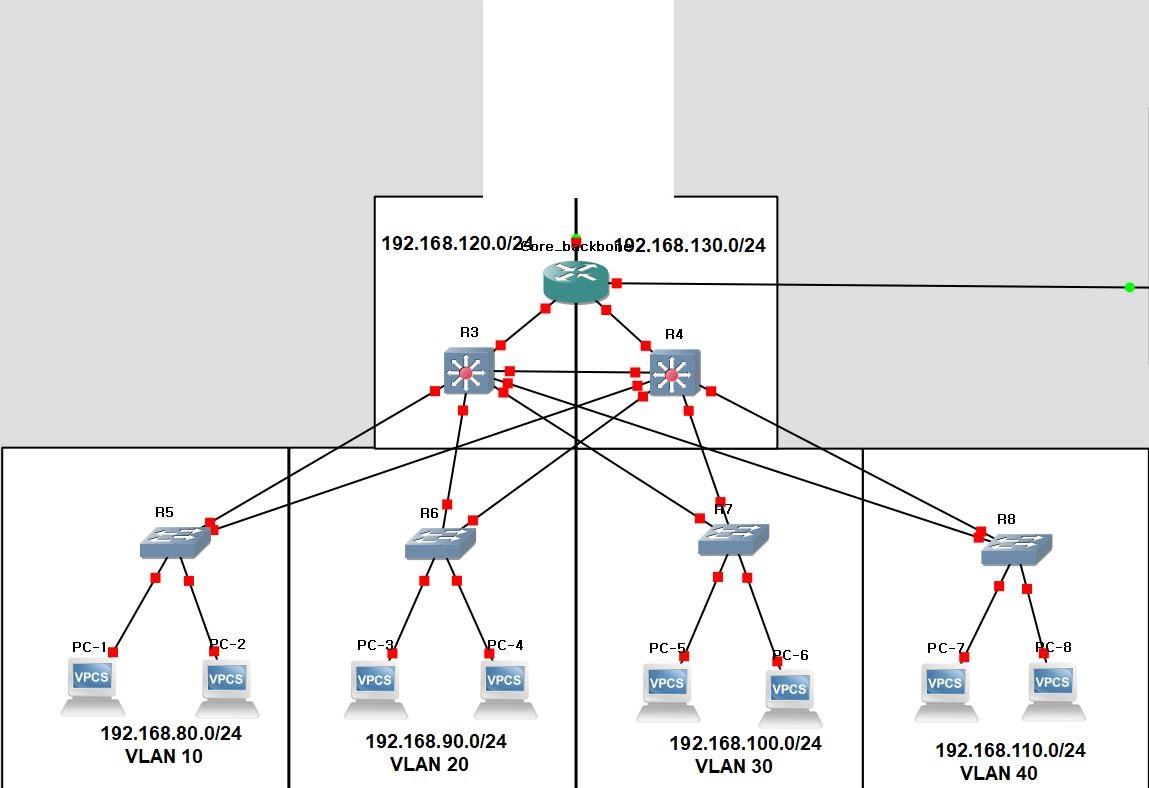 192.168.120.0/24
Core_backbone
192.168.130.0/24
R3
R4
R5
R6
R7
R8
PC-1
PC-2
PC-3
PC-4
PC-5
PC-6
PC-7
PC-8
VPCS
VPCS
VPCS
VPCS
VPCS
VPCS
VPCS
VPCS
192.168.80.0/24
VLAN 10
192.168.90.0/24
VLAN 20
192.168.100.0/24
VLAN 30
192.168.110.0/24
VLAN 40